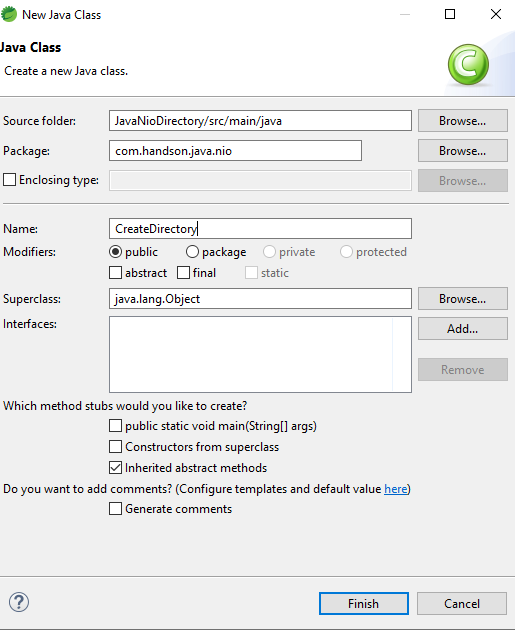 New Java Class
Java Class
Create a new Java class.
C
Source folder: JavaNioDirectory/src/main/java Browse...
Package: com.handson.java.nio Browse...
Enclosing type: Browse...
Name: CreateDirectory
Modifiers: public package private protected
abstract final static
Superclass: java.lang.Object Browse...
Interfaces: Add...
Remove
Which method stubs would you like to create?
public static void main(String[] args)
Constructors from superclass
Inherited abstract methods
Do you want to add comments? (Configure templates and default value here)
Generate comments
? Finish Cancel